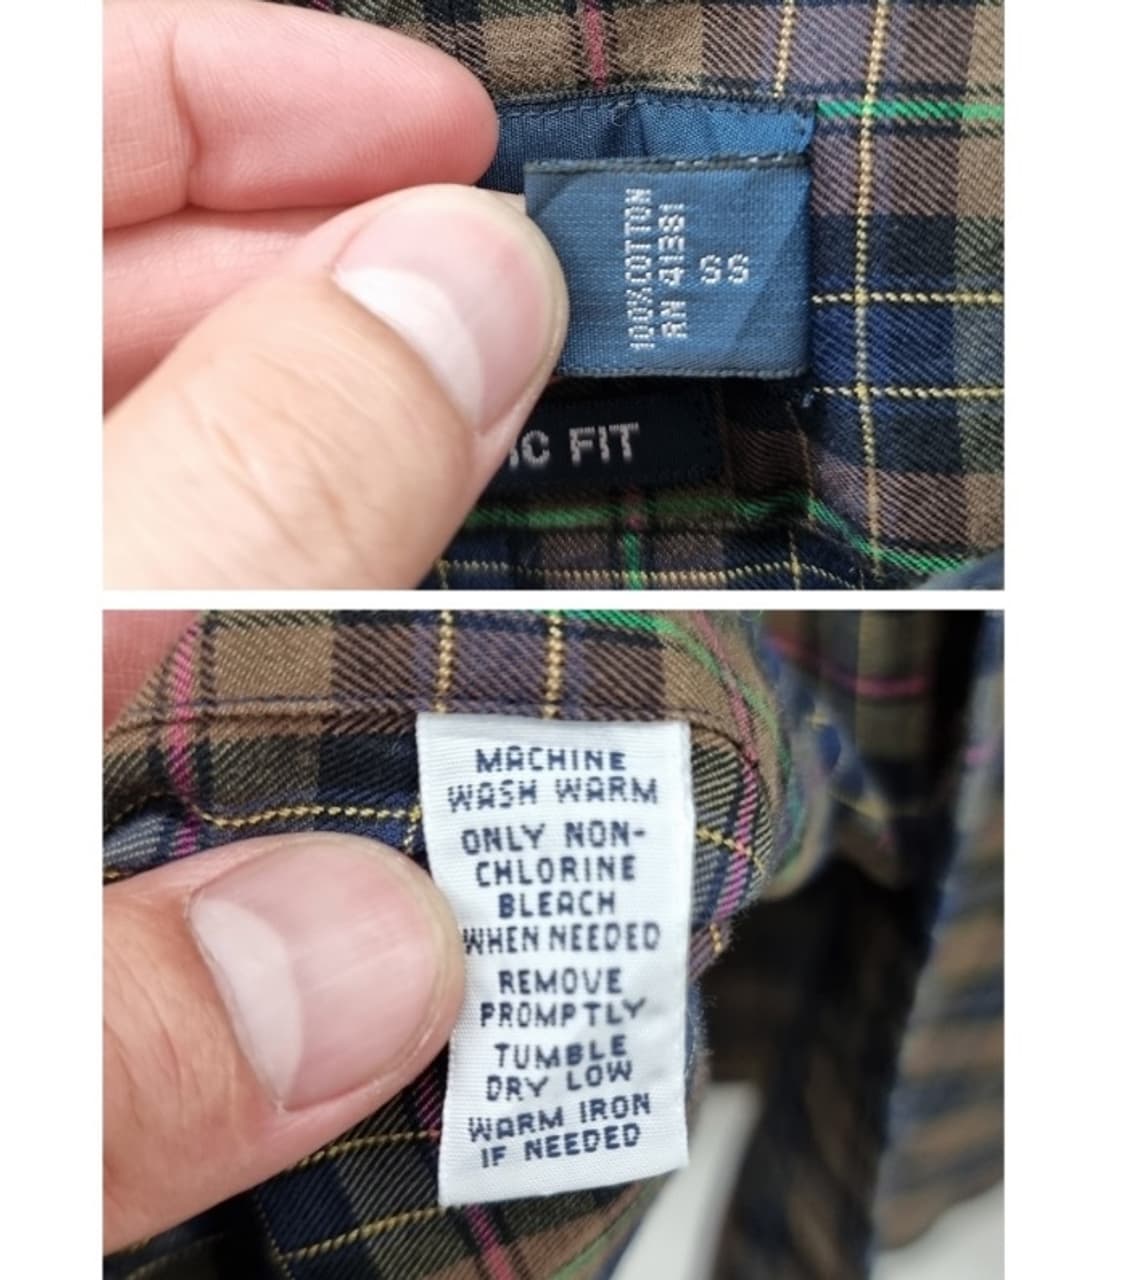 100% COTTON
RN 41381
SS
FIT
MACHINE
WASH WARM
ONLY NON-
CHLORINE
BLEACH
WHEN NEEDED
REMOVE
PROMPTLY
TUMBLE
DRY LOW
WARM IRON
IF NEEDED